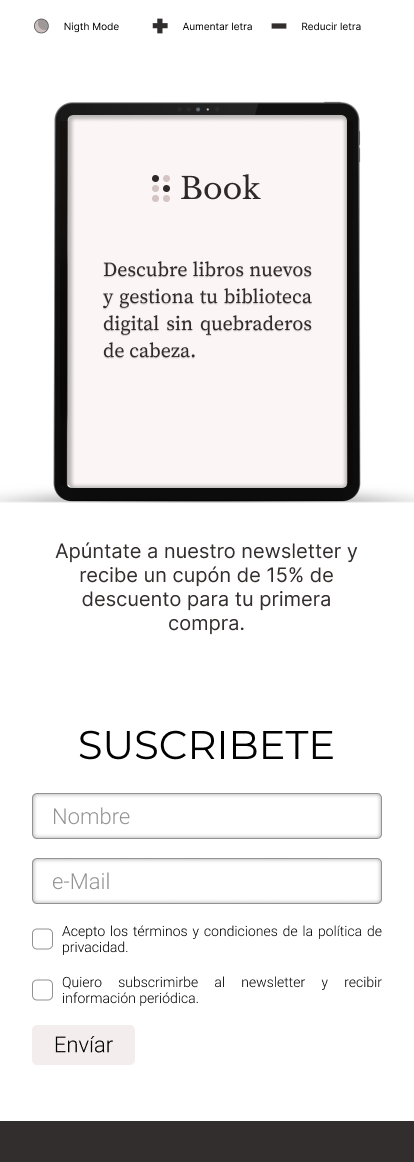 Nigth Mode Aumentar letra Reducir letra
Book
Descubre libros nuevos
y gestiona tu biblioteca
digital sin quebraderos
de cabeza.
Apúntate a nuestro newsletter y
recibe un cupón de 15% de
descuento para tu primera
compra.
SUSCRIBETE
Nombre
e-Mail
Acepto los términos y condiciones de la política de
privacidad.
Quiero subscrimirbe al newsletter y recibir
información periódica.
Envíar